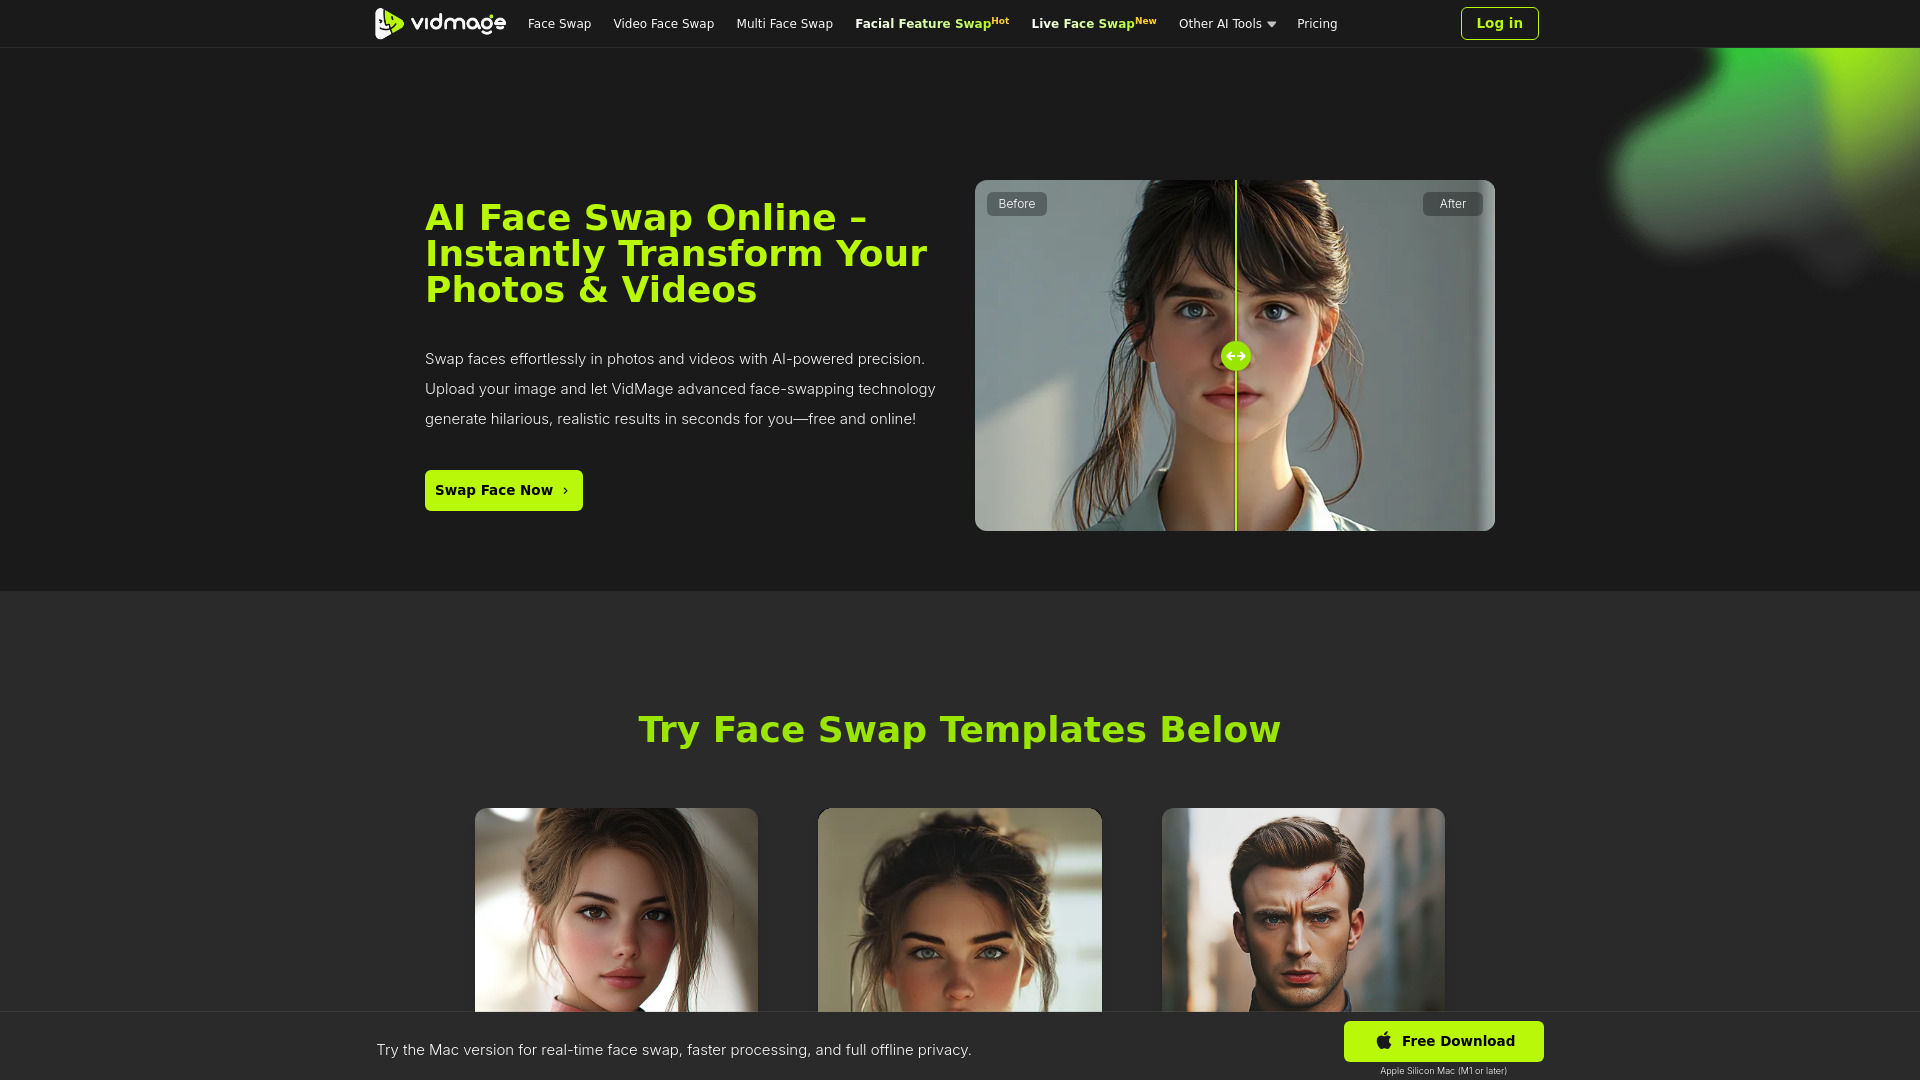 vidmage
Face Swap
Video Face Swap
Multi Face Swap
Facial Feature Swap Hot
Live Face Swap New
Other AI Tools
Pricing
Log in
AI Face Swap Online –
Instantly Transform Your
Photos & Videos
Swap faces effortlessly in photos and videos with AI-powered precision.
Upload your image and let VidMage advanced face-swapping technology
generate hilarious, realistic results in seconds for you—free and online!
Swap Face Now ›
Before
After
Try Face Swap Templates Below
Try the Mac version for real-time face swap, faster processing, and full offline privacy.
Free Download
Apple Silicon Mac (M1 or later)